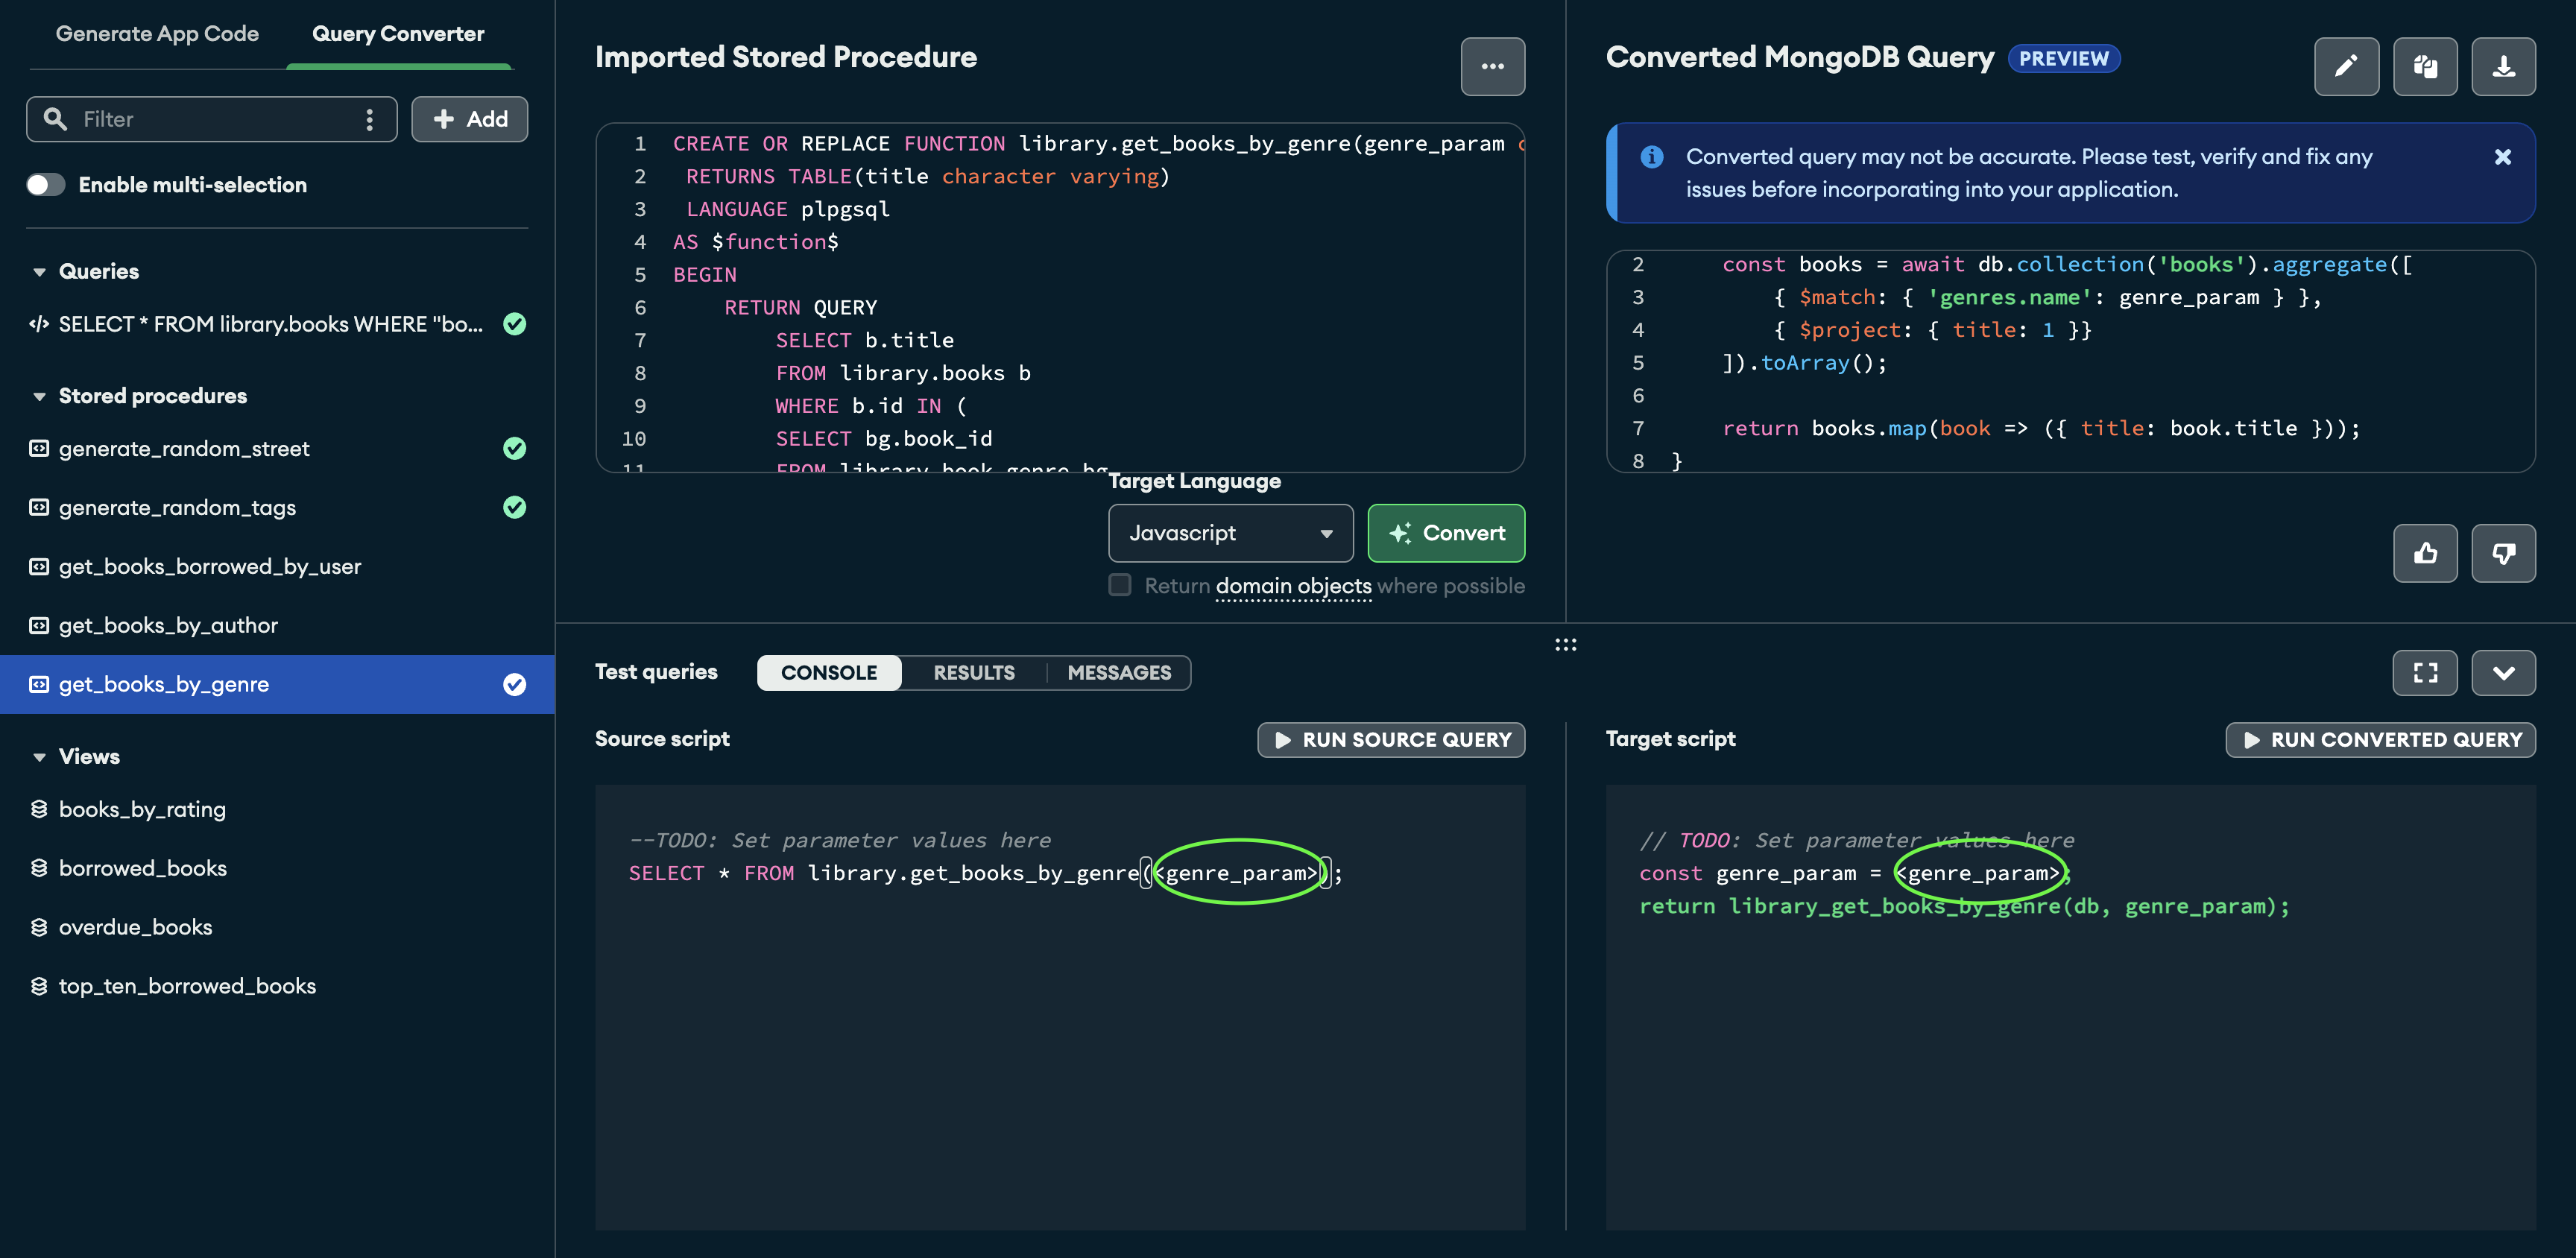 Generate App Code
Query Converter
Filter
Add
Enable multi-selection
Queries
</> SELECT * FROM library.books WHERE "bo...
Stored procedures
generate_random_street
generate_random_tags
get_books_borrowed_by_user
get_books_by_author
get_books_by_genre
Views
books_by_rating
borrowed_books
overdue_books
top_ten_borrowed_books
Imported Stored Procedure
1 CREATE OR REPLACE FUNCTION library.get_books_by_genre(genre_param
2 RETURNS TABLE(title character varying)
3 LANGUAGE plpgsql
4 AS $function$
5 BEGIN
6 RETURN QUERY
7 SELECT b.title
8 FROM library.books b
9 WHERE b.id IN (
10 SELECT bg.book_id
11 FROM library.book_genre bg
Target Language
Javascript
Convert
Return domain objects where possible
Converted MongoDB Query PREVIEW
Converted query may not be accurate. Please test, verify and fix any
issues before incorporating into your application.
2 const books = await db.collection('books').aggregate([
3 { $match: { 'genres.name': genre_param } },
4 { $project: { title: 1 }}
5 ]).toArray();
6
7 return books.map(book => ({ title: book.title }));
8 }
Test queries
CONSOLE
RESULTS
MESSAGES
Source script
RUN SOURCE QUERY
--TODO: Set parameter values here
SELECT * FROM library.get_books_by_genre(<genre_param>);
Target script
RUN CONVERTED QUERY
// TODO: Set parameter values here
const genre_param = <genre_param>;
return library_get_books_by_genre(db, genre_param);